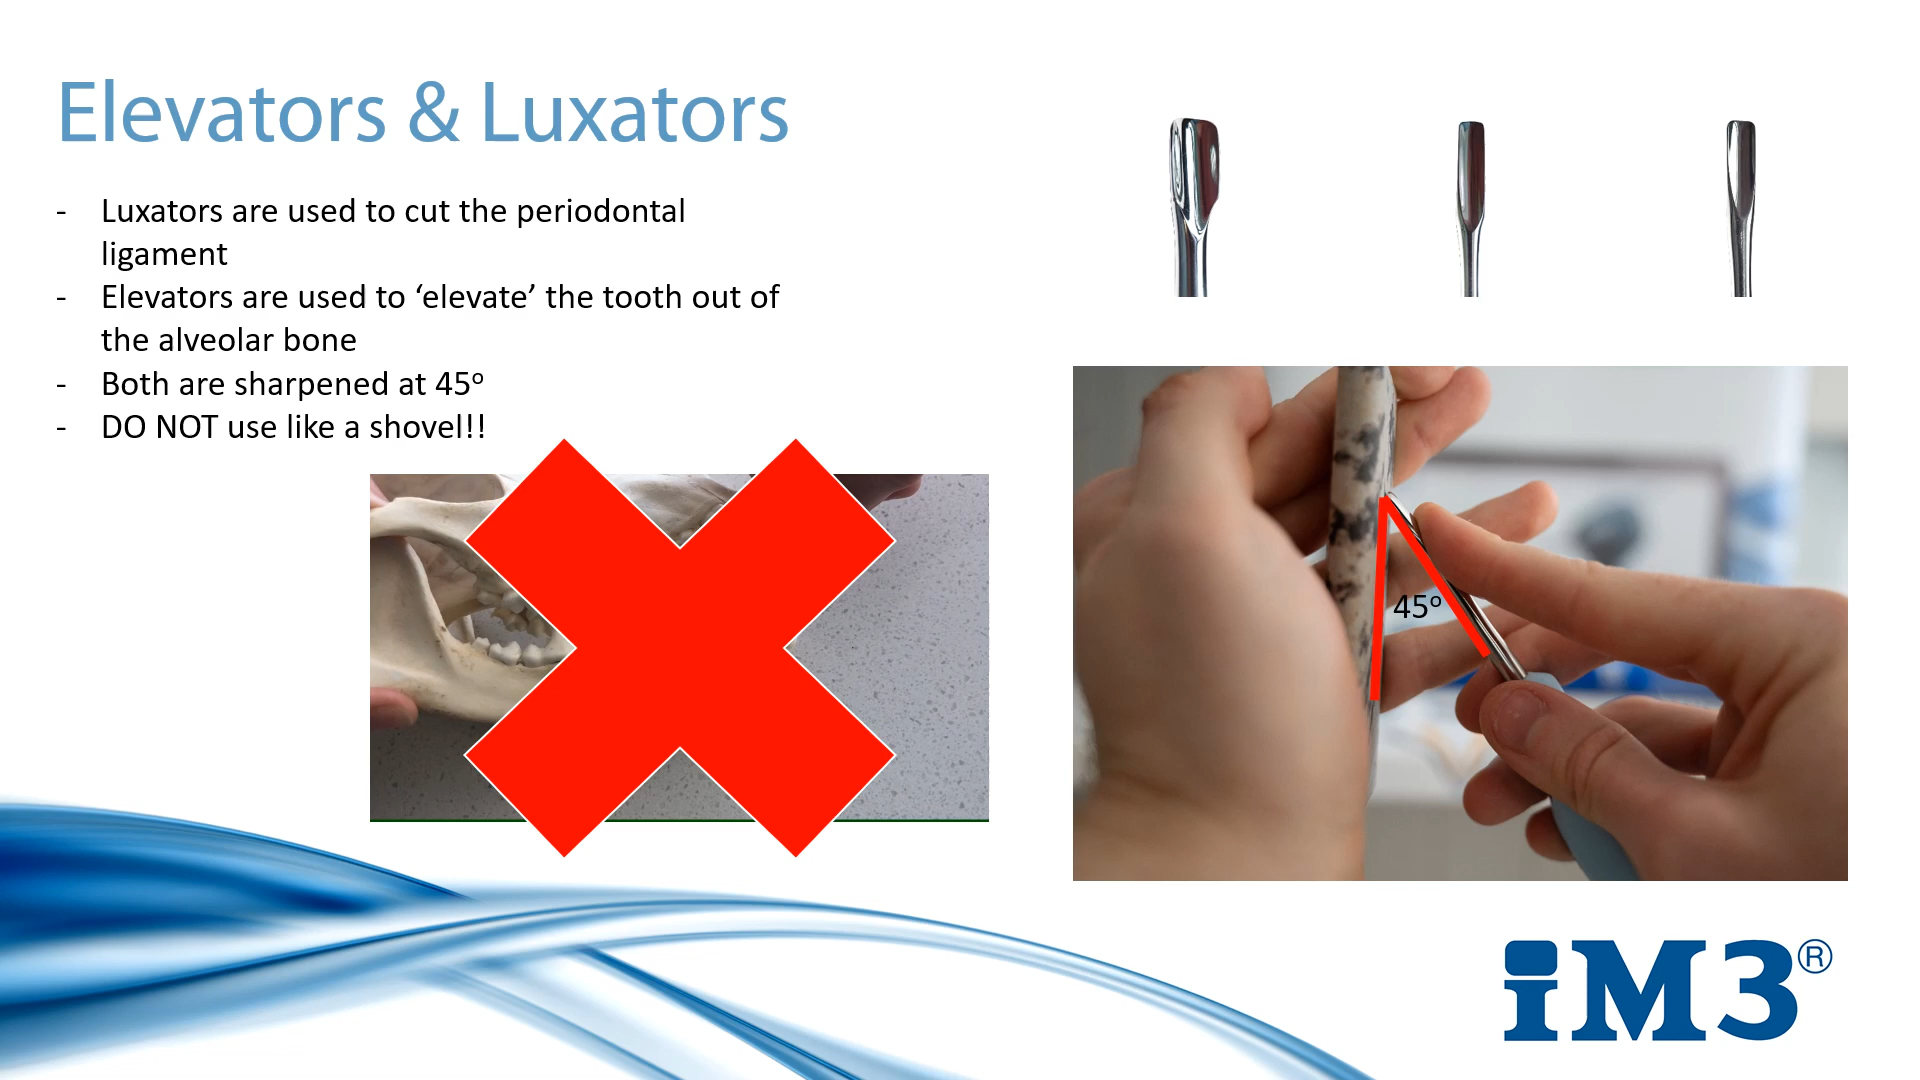 Elevators & Luxators
- Luxators are used to cut the periodontal
ligament
- Elevators are used to ‘elevate’ the tooth out of
the alveolar bone
- Both are sharpened at 45º
- DO NOT use like a shovel!!
45º
iM3®